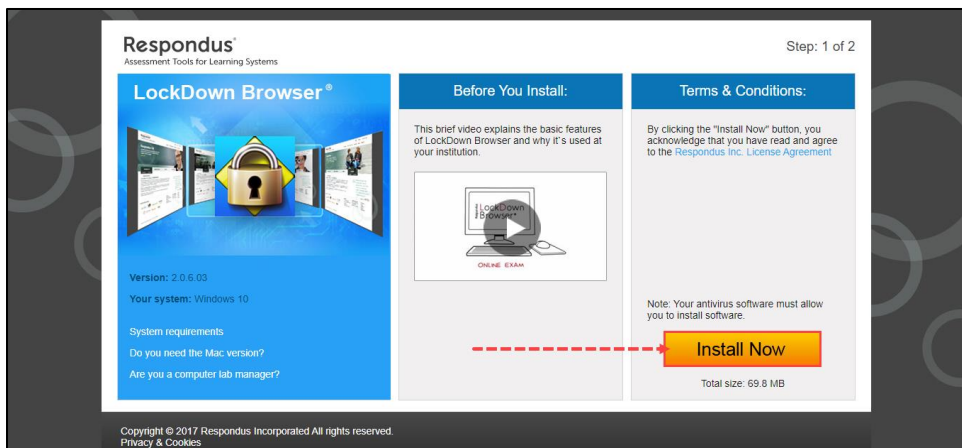 Respondus®
Assessment Tools for Learning Systems
Step: 1 of 2
LockDown Browser®
Version: 2.0.6.03
Your system: Windows 10
System requirements
Do you need the Mac version?
Are you a computer lab manager?
Before You Install:
This brief video explains the basic features
of LockDown Browser and why it`s used at
your institution.
LockDown
Browser
ONLINE EXAM
Terms & Conditions:
By clicking the "Install Now" button, you
acknowledge that you have read and agree
to the Respondus Inc. License Agreement
Note: Your antivirus software must allow
you to install software.
Install Now
Total size: 69.8 MB
Copyright © 2017 Respondus Incorporated All rights reserved.
Privacy & Cookies